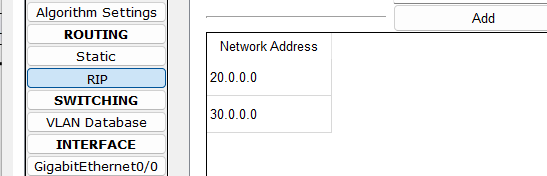 Algorithm Settings
ROUTING
Static
RIP
SWITCHING
VLAN Database
INTERFACE
GigabitEthernet0/0
Add
Network Address
20.0.0.0
30.0.0.0